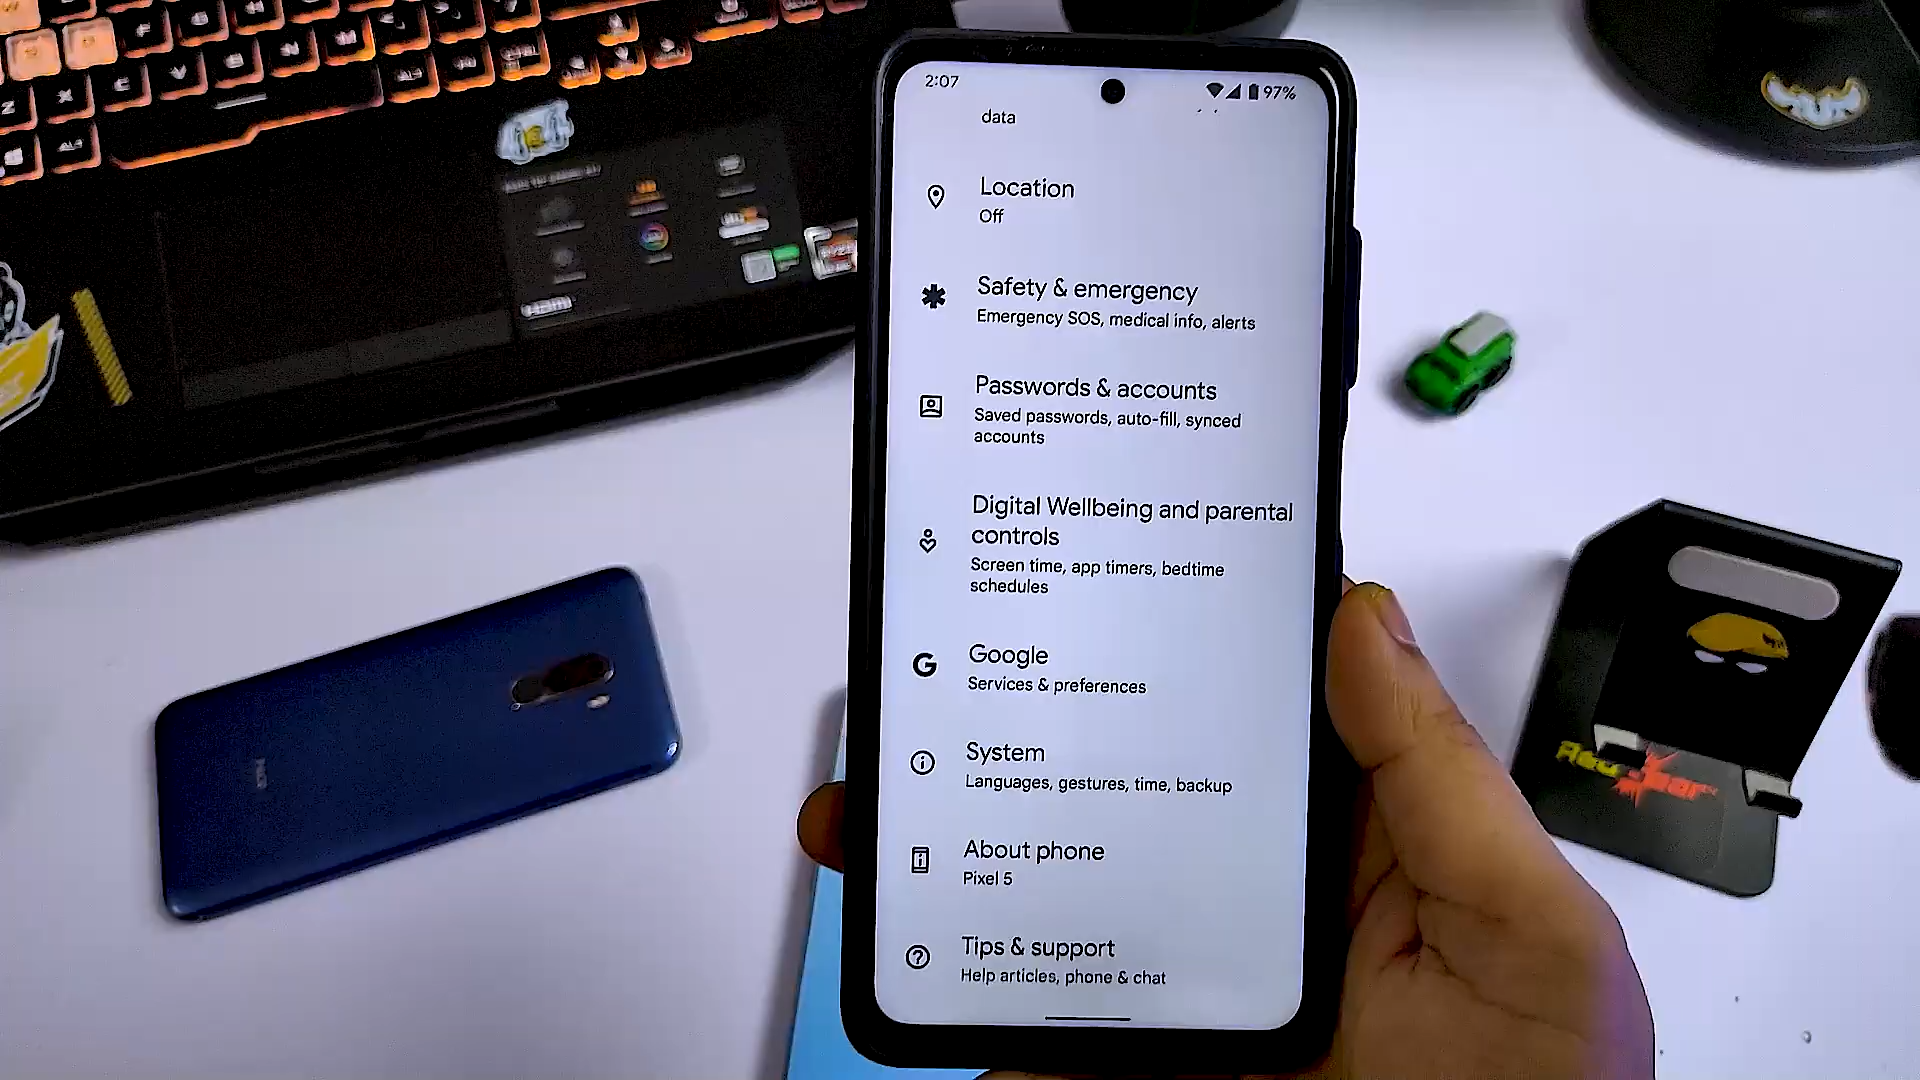 2:07
97%
data
Location
Off
Safety & emergency
Emergency SOS, medical info, alerts
Passwords & accounts
Saved passwords, auto-fill, synced
accounts
Digital Wellbeing and parental
controls
Screen time, app timers, bedtime
schedules
Google
Services & preferences
System
Languages, gestures, time, backup
About phone
Pixel 5
Tips & support
Help articles, phone & chat